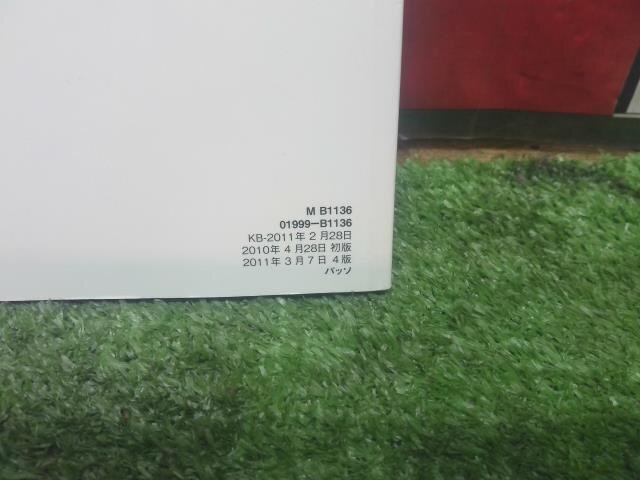 M B1136
01999-B1136
KB-2011年 2 月28日
2010年 4 月28日 初版
2011年 3 月 7 日 4 版
パッソ